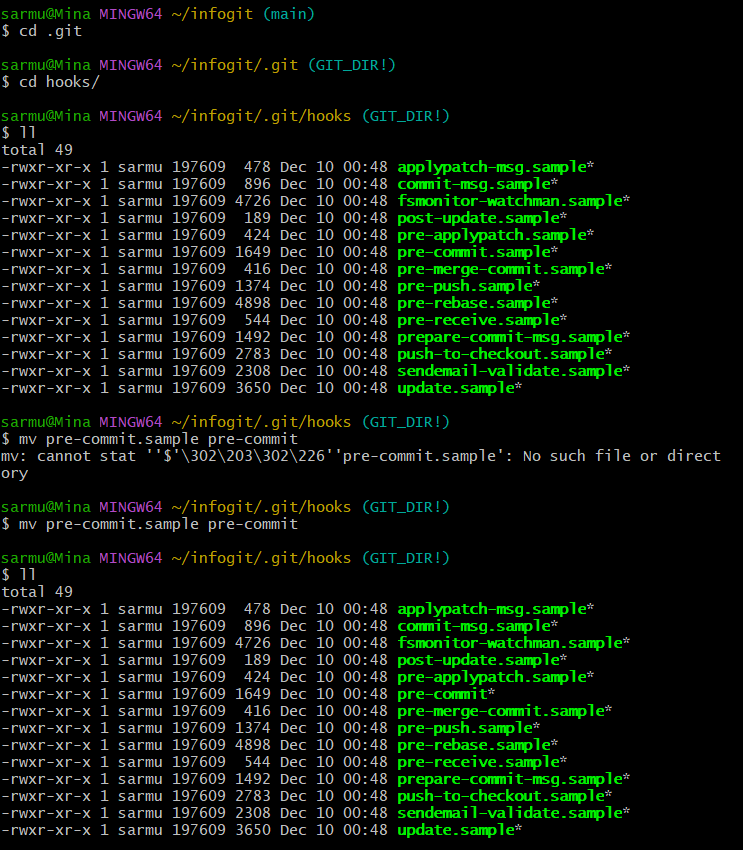 sarmu@Mina MINGW64 ~/infogit (main)
$ cd .git
sarmu@Mina MINGW64 ~/infogit/.git (GIT_DIR!)
$ cd hooks/
sarmu@Mina MINGW64 ~/infogit/.git/hooks (GIT_DIR!)
$ ll
total 49
-rwxr-xr-x 1 sarmu 197609  478 Dec 10 00:48 applypatch-msg.sample*
-rwxr-xr-x 1 sarmu 197609  896 Dec 10 00:48 commit-msg.sample*
-rwxr-xr-x 1 sarmu 197609 4726 Dec 10 00:48 fsmonitor-watchman.sample*
-rwxr-xr-x 1 sarmu 197609  189 Dec 10 00:48 post-update.sample*
-rwxr-xr-x 1 sarmu 197609  424 Dec 10 00:48 pre-applypatch.sample*
-rwxr-xr-x 1 sarmu 197609 1649 Dec 10 00:48 pre-commit.sample*
-rwxr-xr-x 1 sarmu 197609  416 Dec 10 00:48 pre-merge-commit.sample*
-rwxr-xr-x 1 sarmu 197609 1374 Dec 10 00:48 pre-push.sample*
-rwxr-xr-x 1 sarmu 197609 4898 Dec 10 00:48 pre-rebase.sample*
-rwxr-xr-x 1 sarmu 197609  544 Dec 10 00:48 pre-receive.sample*
-rwxr-xr-x 1 sarmu 197609 1492 Dec 10 00:48 prepare-commit-msg.sample*
-rwxr-xr-x 1 sarmu 197609 2783 Dec 10 00:48 push-to-checkout.sample*
-rwxr-xr-x 1 sarmu 197609 2308 Dec 10 00:48 sendemail-validate.sample*
-rwxr-xr-x 1 sarmu 197609 3650 Dec 10 00:48 update.sample*
sarmu@Mina MINGW64 ~/infogit/.git/hooks (GIT_DIR!)
$ mv pre-commit.sample pre-commit
mv: cannot stat ''$'\302\203\302\226''pre-commit.sample': No such file or direct
ory
sarmu@Mina MINGW64 ~/infogit/.git/hooks (GIT_DIR!)
$ mv pre-commit.sample pre-commit
sarmu@Mina MINGW64 ~/infogit/.git/hooks (GIT_DIR!)
$ ll
total 49
-rwxr-xr-x 1 sarmu 197609  478 Dec 10 00:48 applypatch-msg.sample*
-rwxr-xr-x 1 sarmu 197609  896 Dec 10 00:48 commit-msg.sample*
-rwxr-xr-x 1 sarmu 197609 4726 Dec 10 00:48 fsmonitor-watchman.sample*
-rwxr-xr-x 1 sarmu 197609  189 Dec 10 00:48 post-update.sample*
-rwxr-xr-x 1 sarmu 197609  424 Dec 10 00:48 pre-applypatch.sample*
-rwxr-xr-x 1 sarmu 197609 1649 Dec 10 00:48 pre-commit*
-rwxr-xr-x 1 sarmu 197609  416 Dec 10 00:48 pre-merge-commit.sample*
-rwxr-xr-x 1 sarmu 197609 1374 Dec 10 00:48 pre-push.sample*
-rwxr-xr-x 1 sarmu 197609 4898 Dec 10 00:48 pre-rebase.sample*
-rwxr-xr-x 1 sarmu 197609  544 Dec 10 00:48 pre-receive.sample*
-rwxr-xr-x 1 sarmu 197609 1492 Dec 10 00:48 prepare-commit-msg.sample*
-rwxr-xr-x 1 sarmu 197609 2783 Dec 10 00:48 push-to-checkout.sample*
-rwxr-xr-x 1 sarmu 197609 2308 Dec 10 00:48 sendemail-validate.sample*
-rwxr-xr-x 1 sarmu 197609 3650 Dec 10 00:48 update.sample*